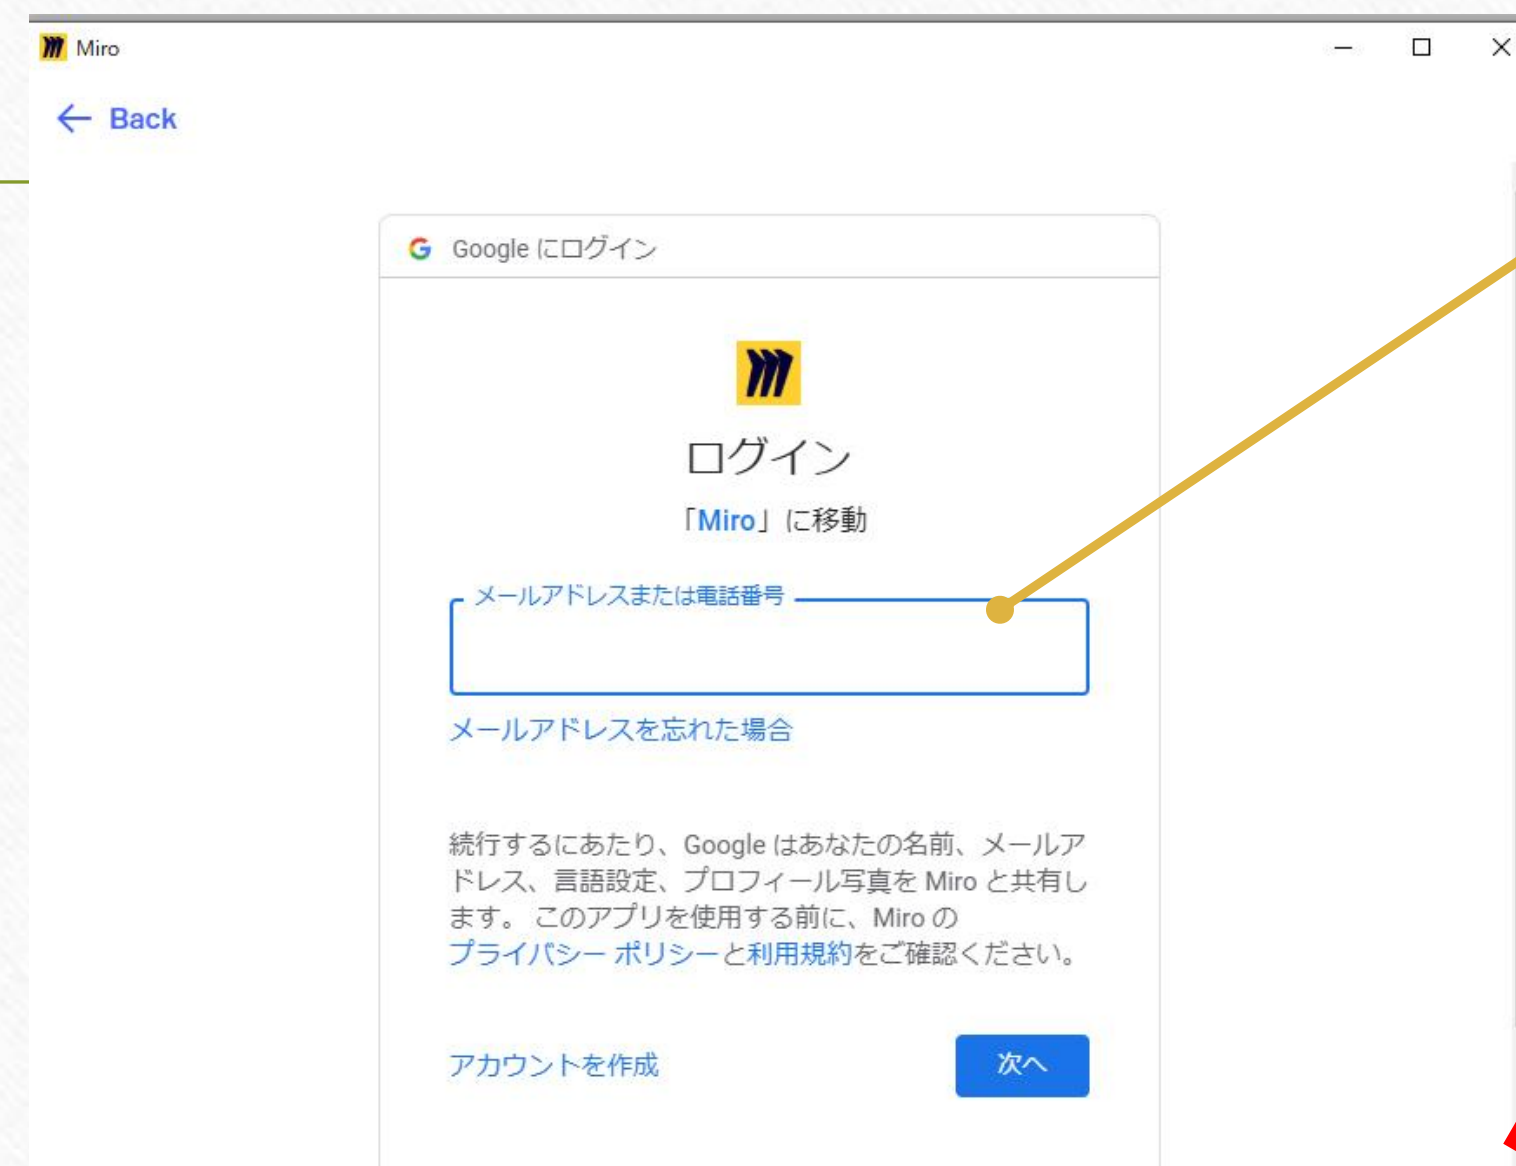 Miro
Back
Google にログイン
ログイン
「Miro」に移動
メールアドレスまたは電話番号
メールアドレスを忘れた場合
続行するにあたり、Google はあなたの名前、メールア
ドレス、言語設定、プロフィール写真を Miro と共有し
ます。 このアプリを使用する前に、Miro の
プライバシー ポリシーと利用規約をご確認ください。
アカウントを作成
次へ